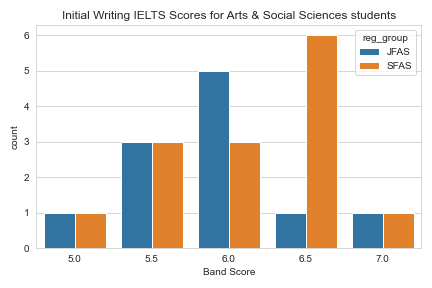 Initial Writing IELTS Scores for Arts & Social Sciences students
reg_group
JFAS
SFAS
6
5
4
3
2
1
0
count
5.0 5.5 6.0 6.5 7.0
Band Score